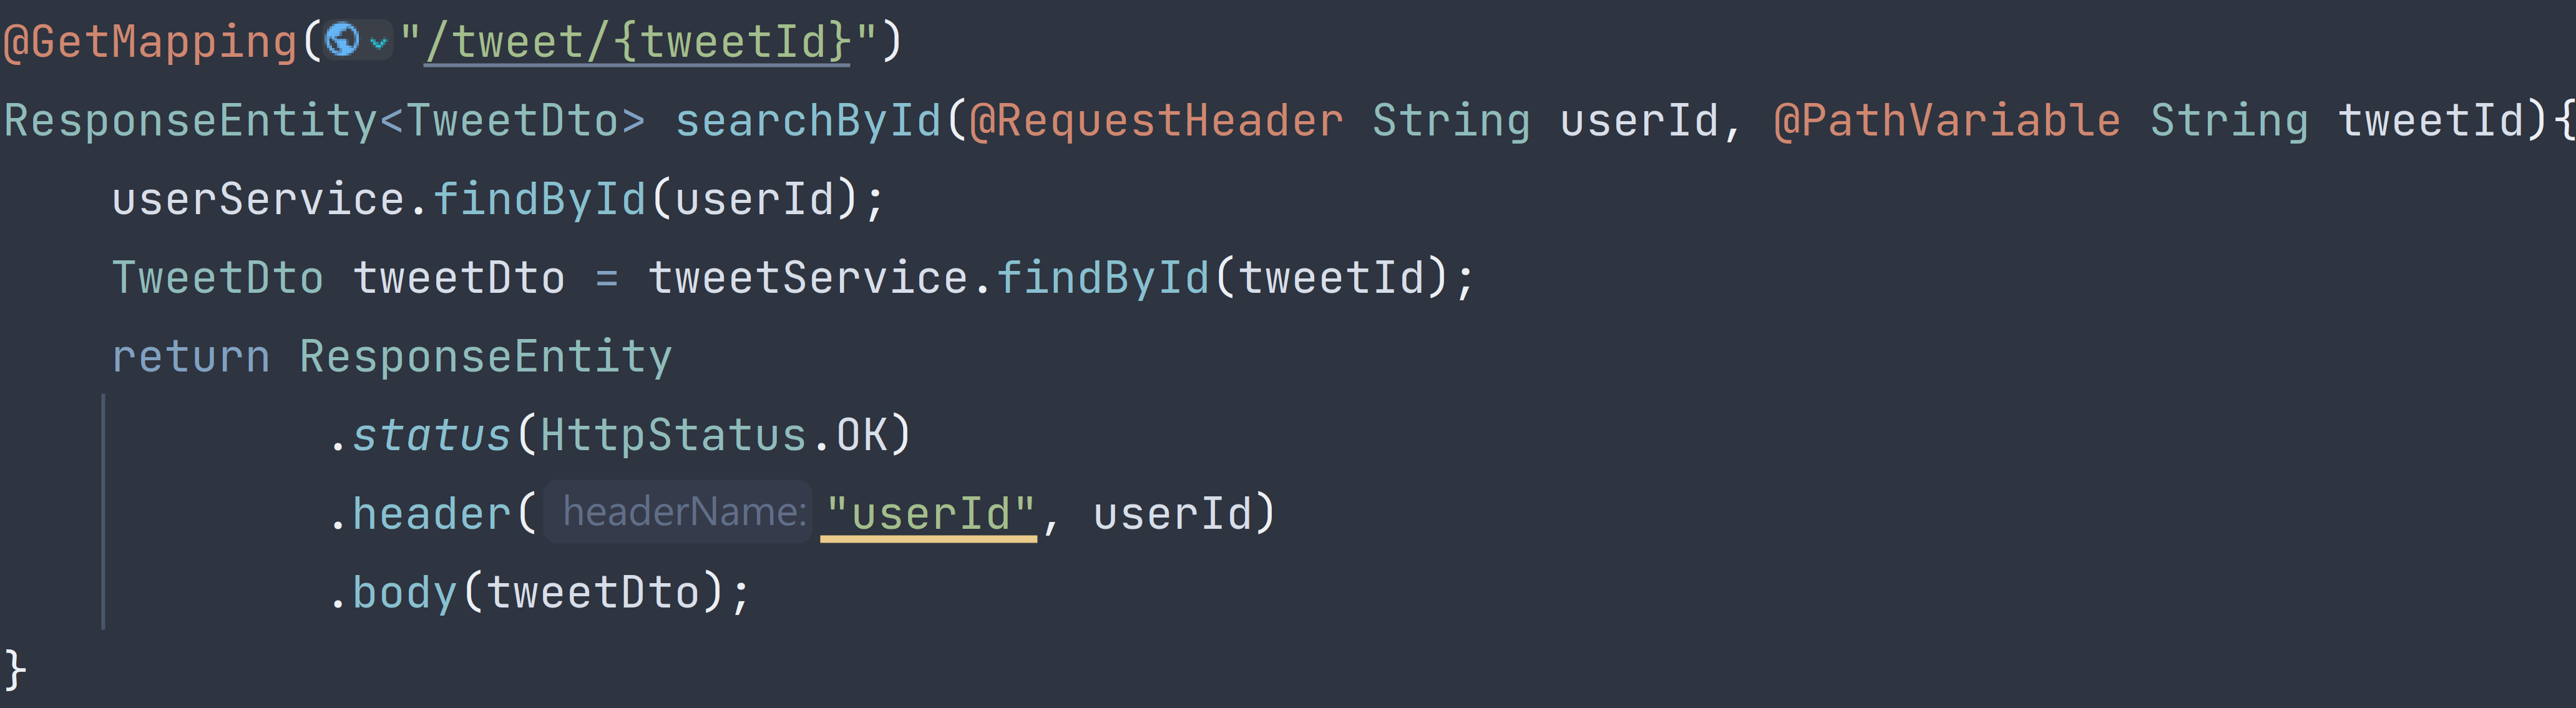 @GetMapping("/tweet/{tweetId}")
ResponseEntity<TweetDto> searchById(@RequestHeader String userId, @PathVariable String tweetId){
    userService.findById(userId);
    TweetDto tweetDto = tweetService.findById(tweetId);
    return ResponseEntity
            .status(HttpStatus.OK)
            .header( headerName: "userId", userId)
            .body(tweetDto);
}